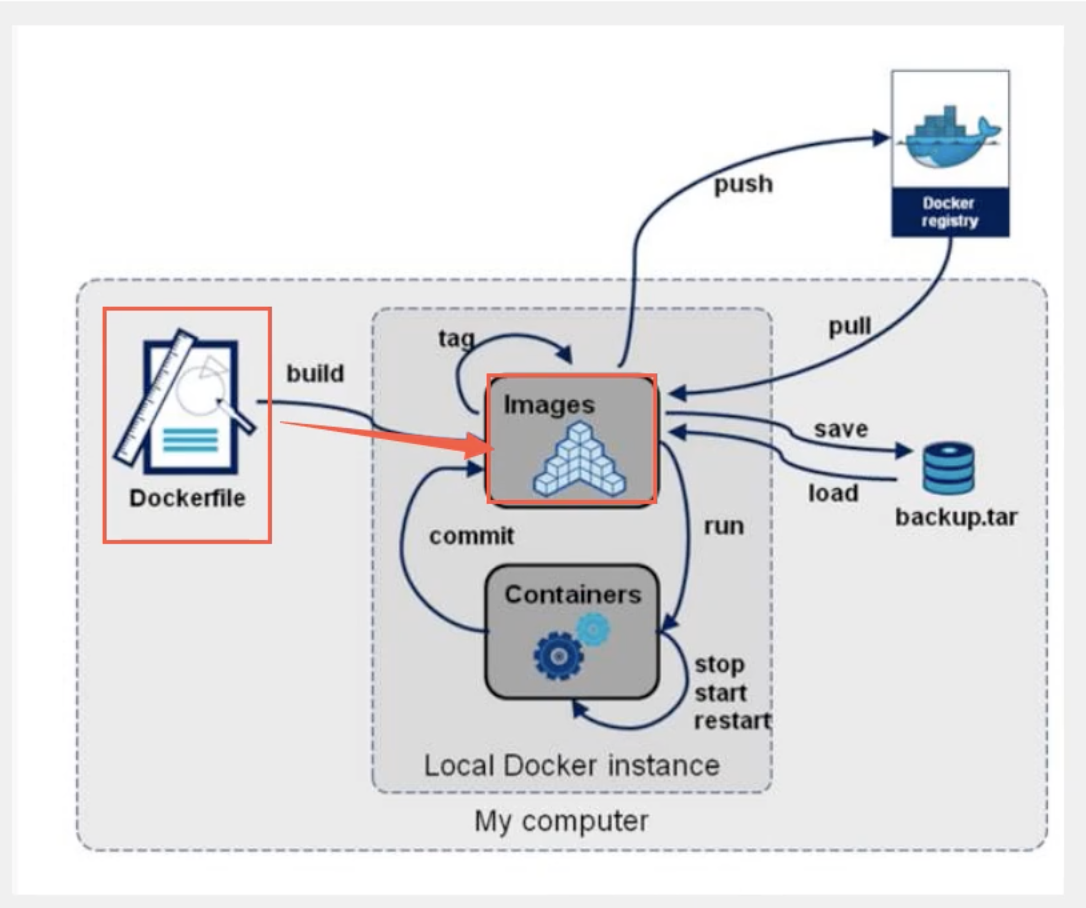 Docker
registry
push
pull
tag
build
Images
save
load
backup.tar
Dockerfile
commit
run
Containers
stop
start
restart
Local Docker instance
My computer